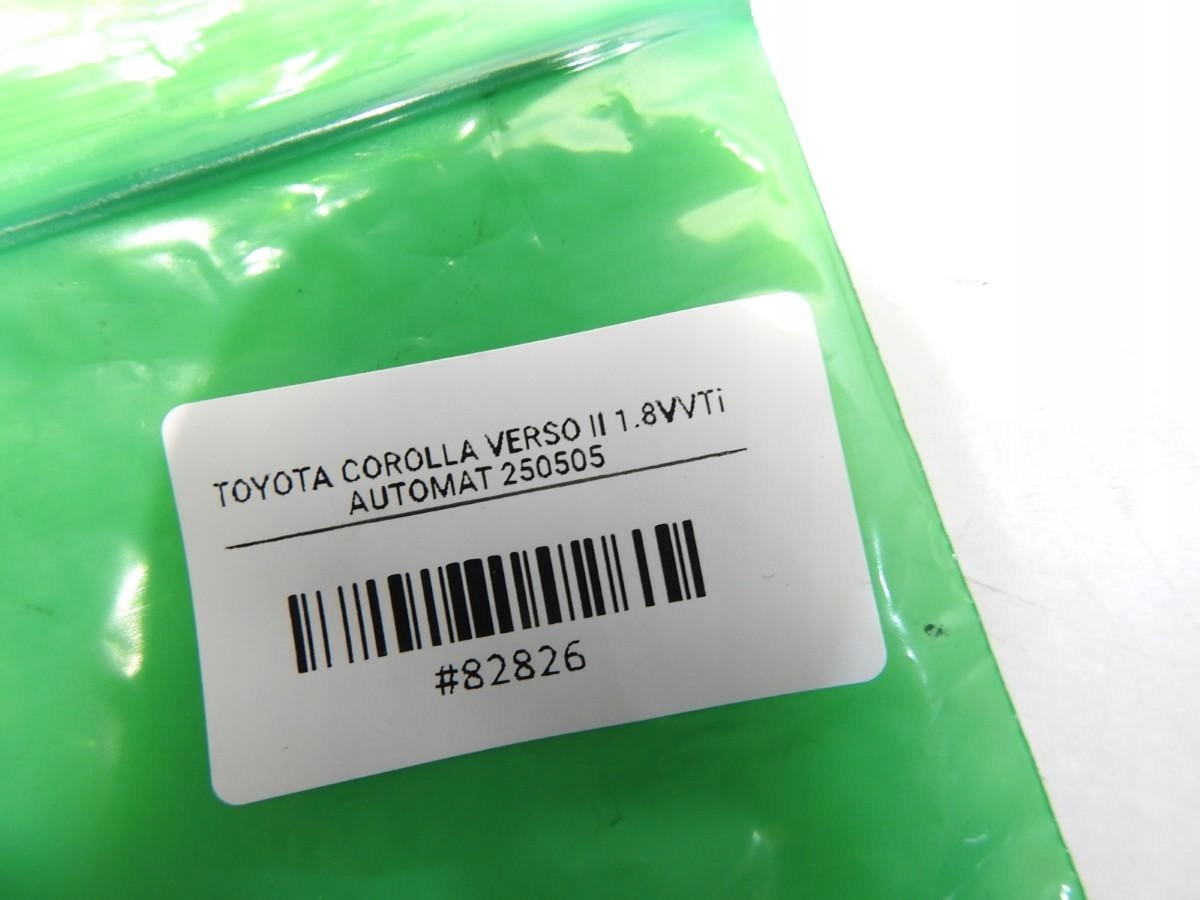 TOYOTA COROLLA VERSO II 1.8VVTi
AUTOMAT 250505
#82826